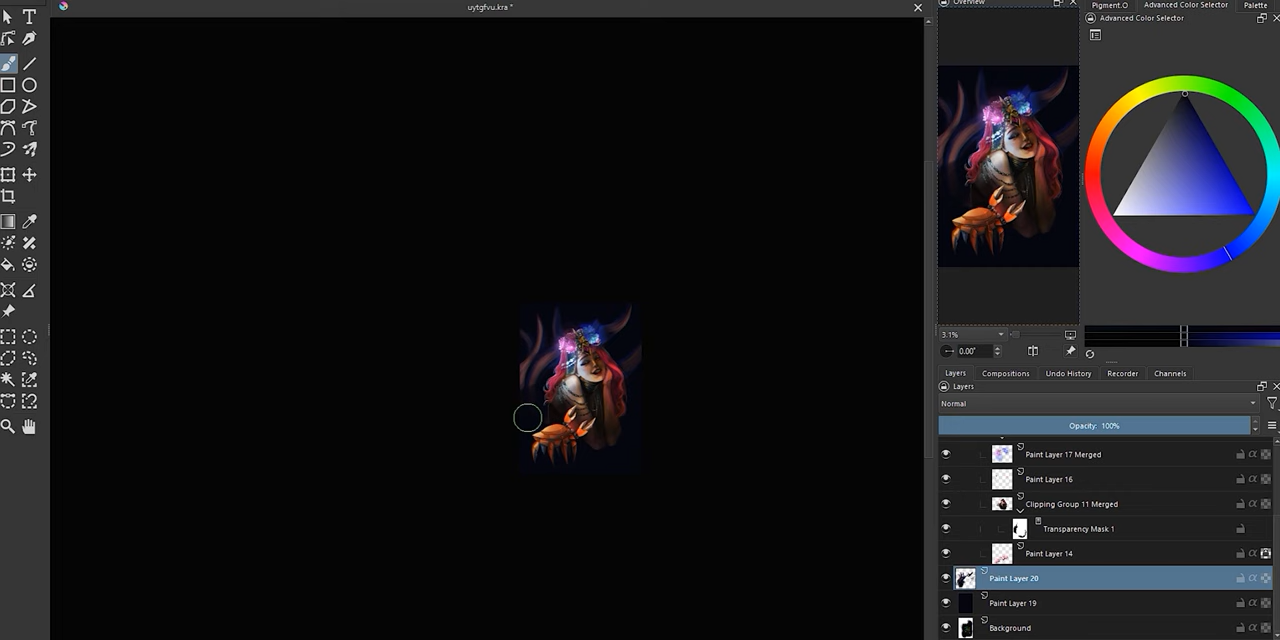 uytgfvu.kra *
Overview
Pigment.O
Advanced Color Selector
Palette
Advanced Color Selector
3.1%
0.00°
Layers
Compositions
Undo History
Recorder
Channels
Layers
Normal
Opacity: 100%
Paint Layer 17 Merged
Paint Layer 16
Clipping Group 11 Merged
Transparency Mask 1
Paint Layer 14
Paint Layer 20
Paint Layer 19
Background